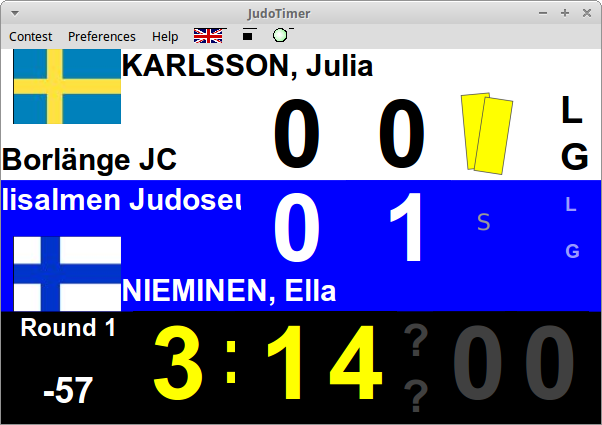 JudoTimer
Contest Preferences Help
KARLSSON, Julia
0 0 L
G
Borlänge JC
Iisalmen Judoseu
0 1 S L
G
NIEMINEN, Ella
Round 1
3:14 ? 00
?
-57